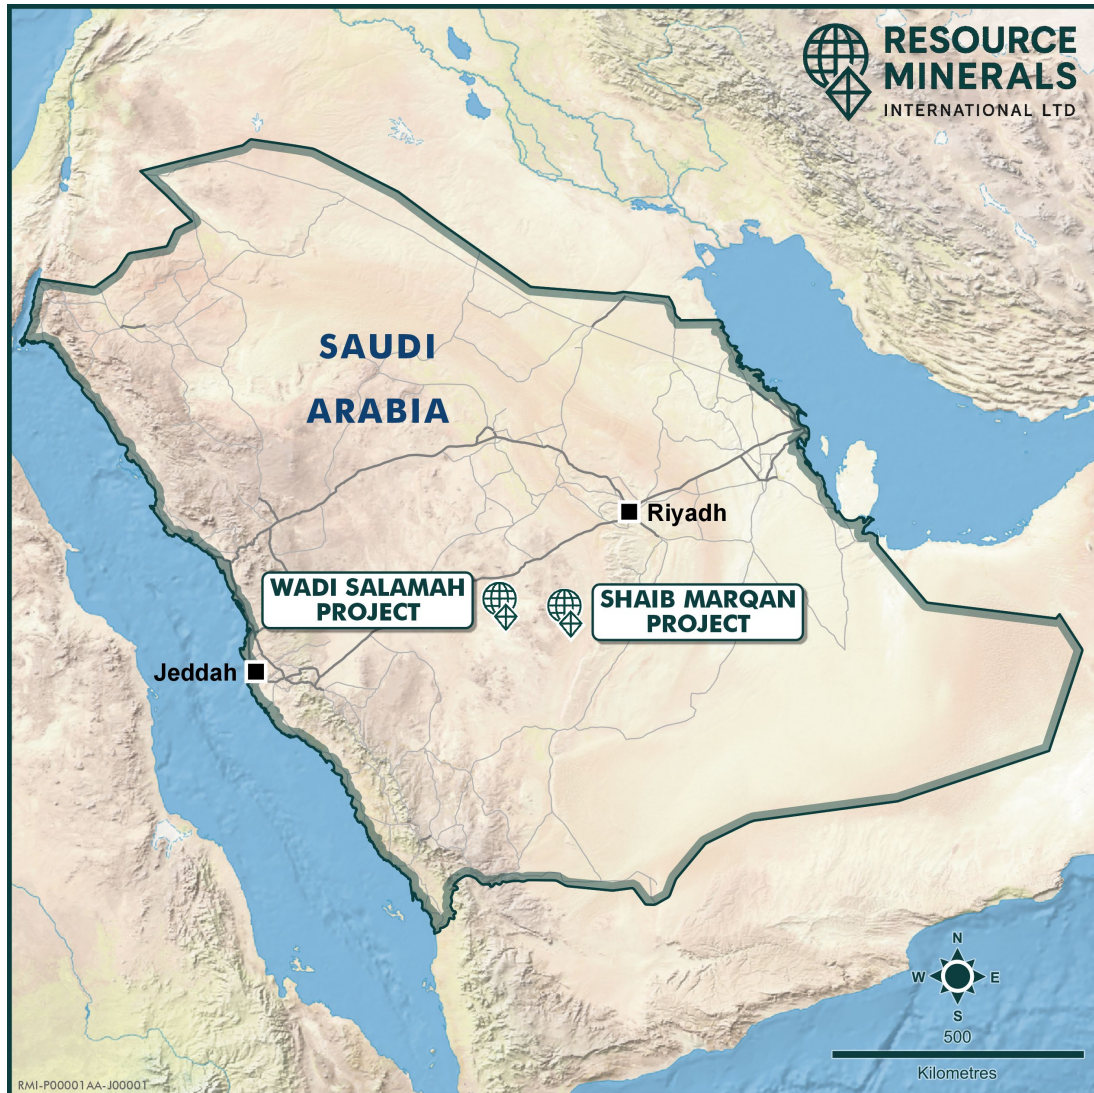 RESOURCE
MINERALS
INTERNATIONAL LTD
SAUDI
ARABIA
Riyadh
WADI SALAMAH
PROJECT
SHAIB MARQAN
PROJECT
Jeddah
N
W
E
S
500
Kilometres
RMI-P00001AA-J00001